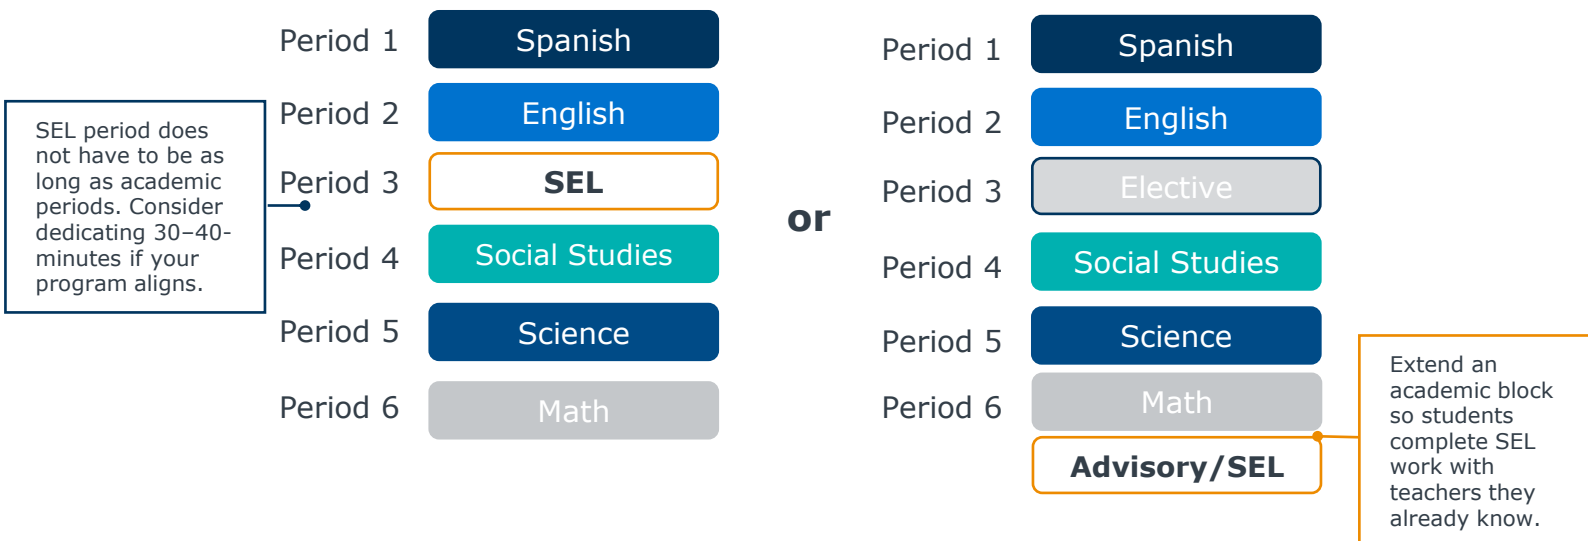 Period 1 Spanish
Period 2 English
Period 3 SEL
Period 4 Social Studies
Period 5 Science
Period 6 Math
SEL period does
not have to be as
long as academic
periods. Consider
dedicating 30–40-
minutes if your
program aligns.
or
Period 1 Spanish
Period 2 English
Period 3 Elective
Period 4 Social Studies
Period 5 Science
Period 6 Math
Advisory/SEL
Extend an
academic block
so students
complete SEL
work with
teachers they
already know.